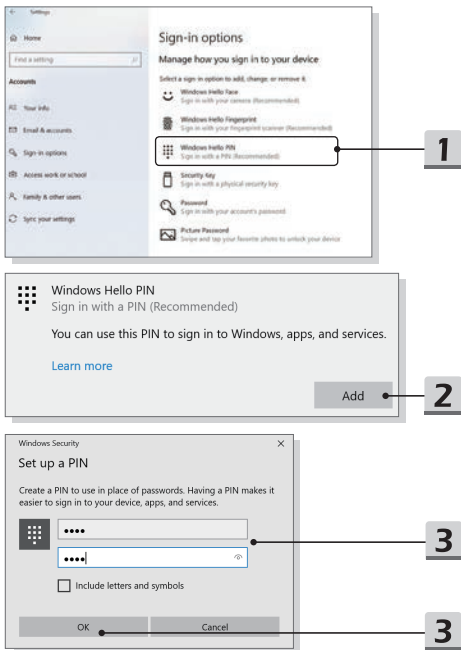 Settings
Home
Sign-in options
Find a setting
Manage how you sign in to your device
Accounts
Select a sign-in option to add, change, or remove it.
Windows Hello Face
Sign in with your camera (Recommended)
Your info
Windows Hello Fingerprint
Sign in with your fingerprint scanner (Recommended)
Email & accounts
Windows Hello PIN
Sign in with a PIN (Recommended)
1
Sign-in options
Access work or school
Security Key
Sign in with a physical security key
Family & other users
Password
Sign in with your account's password
Sync your settings
Picture Password
Swipe and tap your favorite photo to unlock your device
Windows Hello PIN
Sign in with a PIN (Recommended)
You can use this PIN to sign in to Windows, apps, and services.
Learn more
Add
2
Windows Security
Set up a PIN
Create a PIN to use in place of passwords. Having a PIN makes it
easier to sign in to your device, apps, and services.
3
Include letters and symbols
OK
Cancel
3